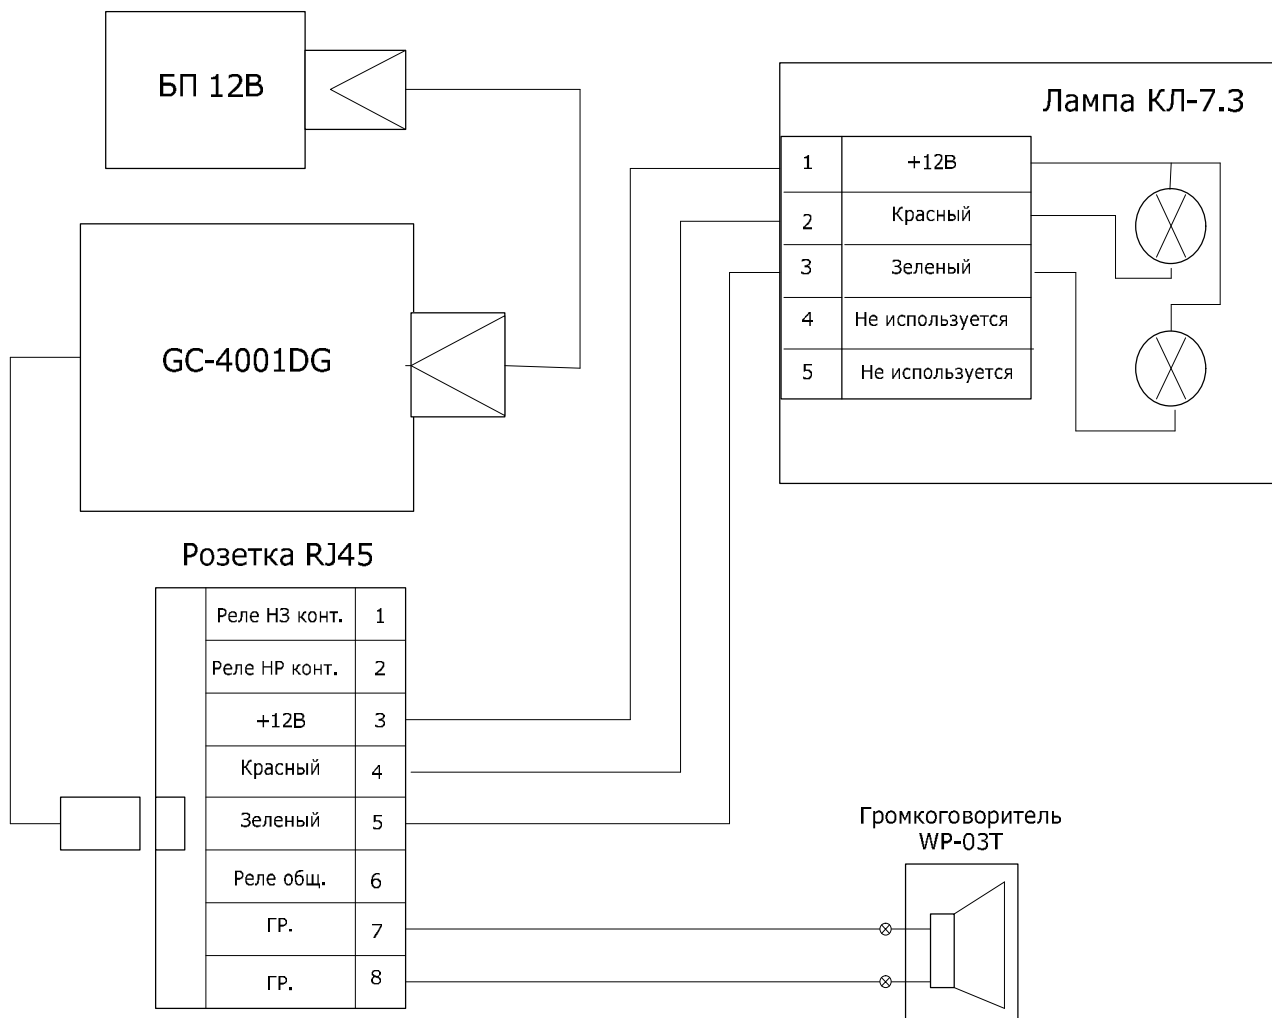 БП 12В
Лампа КЛ-7.3
1 +12В
2 Красный
3 Зеленый
4 Не используется
5 Не используется
GC-4001DG
Розетка RJ45
Реле НЗ конт. 1
Реле НР конт. 2
+12В 3
Красный 4
Зеленый 5
Реле общ. 6
ГР. 7
ГР. 8
Громкоговоритель
WP-03T